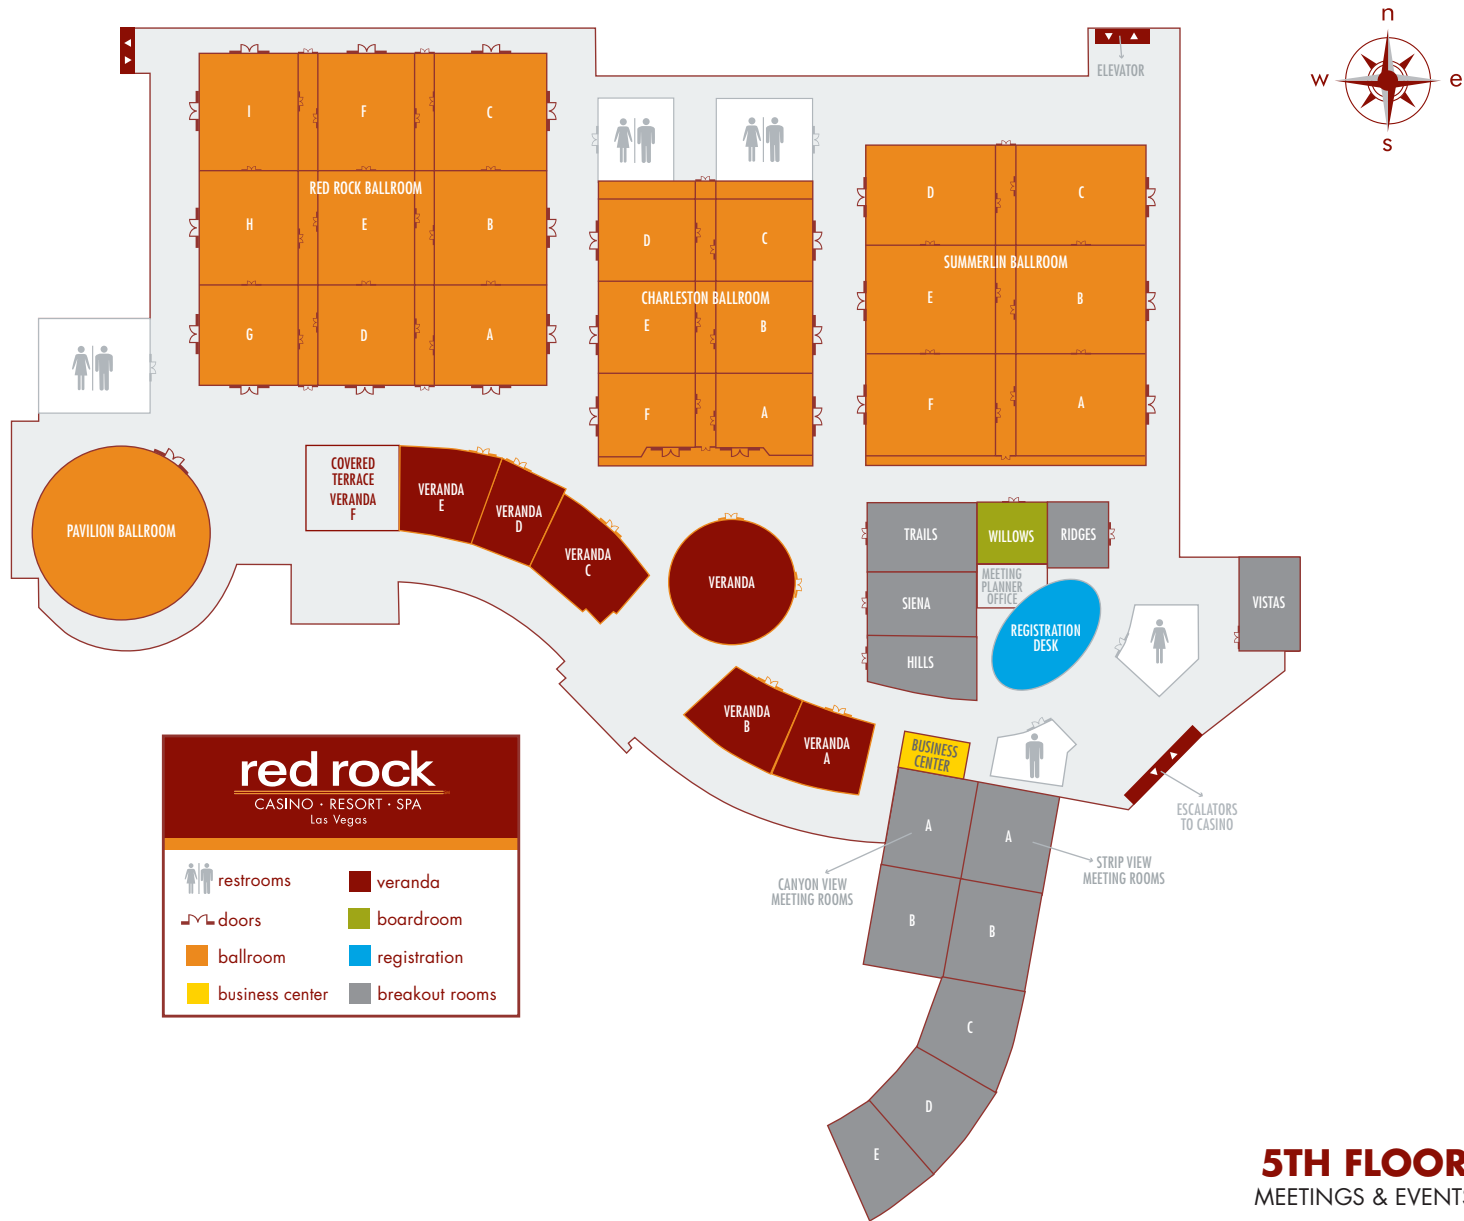 n
w
e
s
ELEVATOR
I
F
C
RED ROCK BALLROOM
H
E
B
G
D
A
D
C
CHARLESTON BALLROOM
E
B
F
A
D
C
SUMMERLIN BALLROOM
E
B
F
A
PAVILION BALLROOM
COVERED
TERRACE
VERANDA
F
VERANDA
E
VERANDA
D
VERANDA
C
VERANDA
VERANDA
B
VERANDA
A
TRAILS
WILLOWS
RIDGES
MEETING
PLANNER
OFFICE
SIENA
HILLS
REGISTRATION
DESK
VISTAS
BUSINESS
CENTER
ESCALATORS
TO CASINO
A
A
CANYON VIEW
MEETING ROOMS
STRIP VIEW
MEETING ROOMS
B
B
C
D
E
red rock
CASINO · RESORT · SPA
Las Vegas
restrooms
veranda
doors
boardroom
ballroom
registration
business center
breakout rooms
5TH FLOOR
MEETINGS & EVENTS